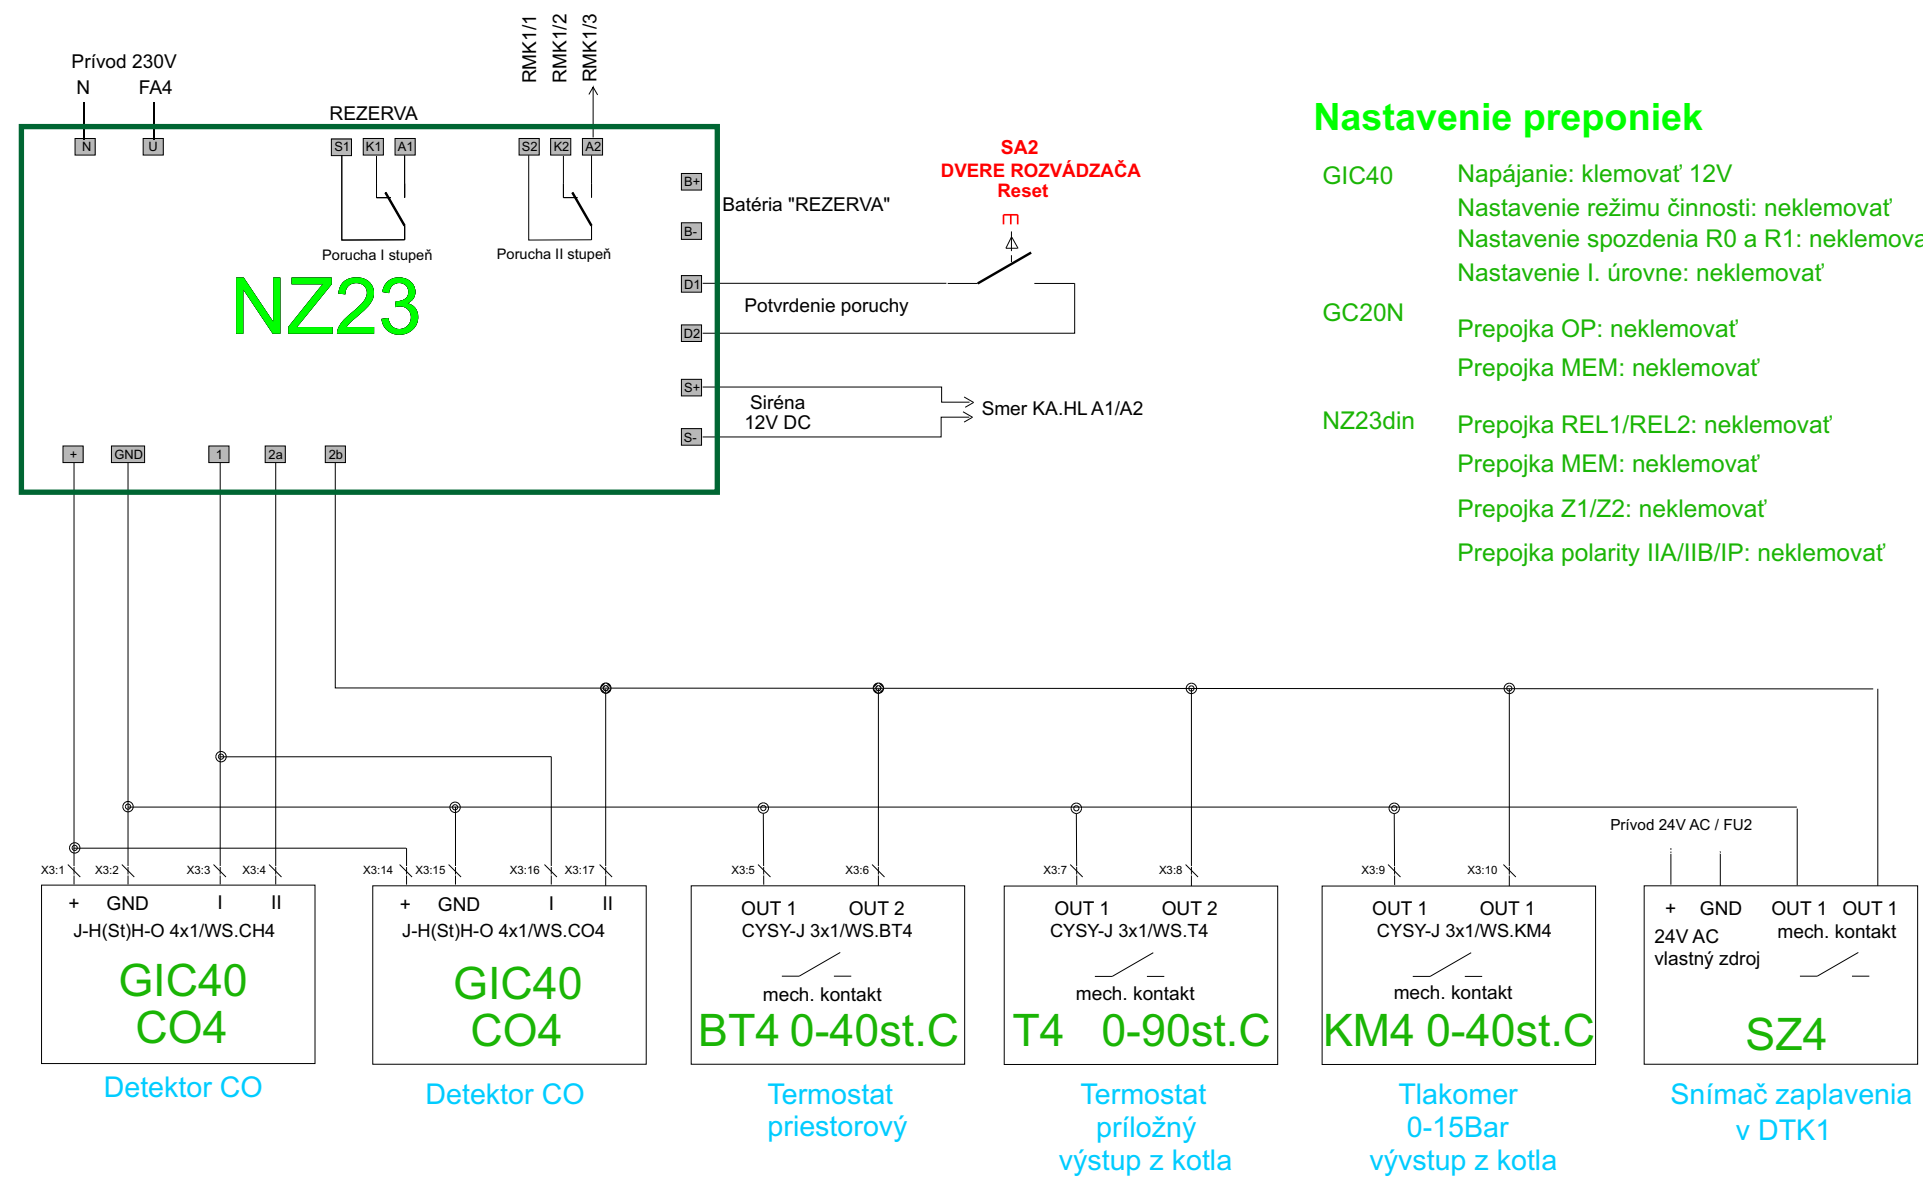 Prívod 230V
N
FA4
REZERVA
RMK1/1
RMK1/2
RMK1/3
N
U
S1
K1
A1
S2
K2
A2
Porucha I stupeň
Porucha II stupeň
NZ23
B+
Batéria "REZERVA"
B-
D1
Potvrdenie poruchy
D2
S+
Siréna
12V DC
S-
Smer KA.HL A1/A2
SA2
DVERE ROZVÁDZAČA
Reset
+
GND
1
2a
2b
Nastavenie preponiek
GIC40
Napájanie: klemovať 12V
Nastavenie režimu činnosti: neklemovať
Nastavenie spozdenia R0 a R1: neklemova
Nastavenie I. úrovne: neklemovať
GC20N
Prepojka OP: neklemovať
Prepojka MEM: neklemovať
NZ23din
Prepojka REL1/REL2: neklemovať
Prepojka MEM: neklemovať
Prepojka Z1/Z2: neklemovať
Prepojka polarity IIA/IIB/IP: neklemovať
X3:1
X3:2
X3:3
X3:4
+ GND I II
J-H(St)H-O 4x1/WS.CH4
GIC40
CO4
Detektor CO
X3:14
X3:15
X3:16
X3:17
+ GND I II
J-H(St)H-O 4x1/WS.CO4
GIC40
CO4
Detektor CO
X3:5
X3:6
OUT 1 OUT 2
CYSY-J 3x1/WS.BT4
mech. kontakt
BT4 0-40st.C
Termostat
priestorový
X3:7
X3:8
OUT 1 OUT 2
CYSY-J 3x1/WS.T4
mech. kontakt
T4 0-90st.C
Termostat
príložný
výstup z kotla
X3:9
X3:10
OUT 1 OUT 1
CYSY-J 3x1/WS.KM4
mech. kontakt
KM4 0-40st.C
Tlakomer
0-15Bar
vývstup z kotla
Prívod 24V AC / FU2
+ GND OUT 1 OUT 1
24V AC
vlastný zdroj
mech. kontakt
SZ4
Snímač zaplavenia
v DTK1